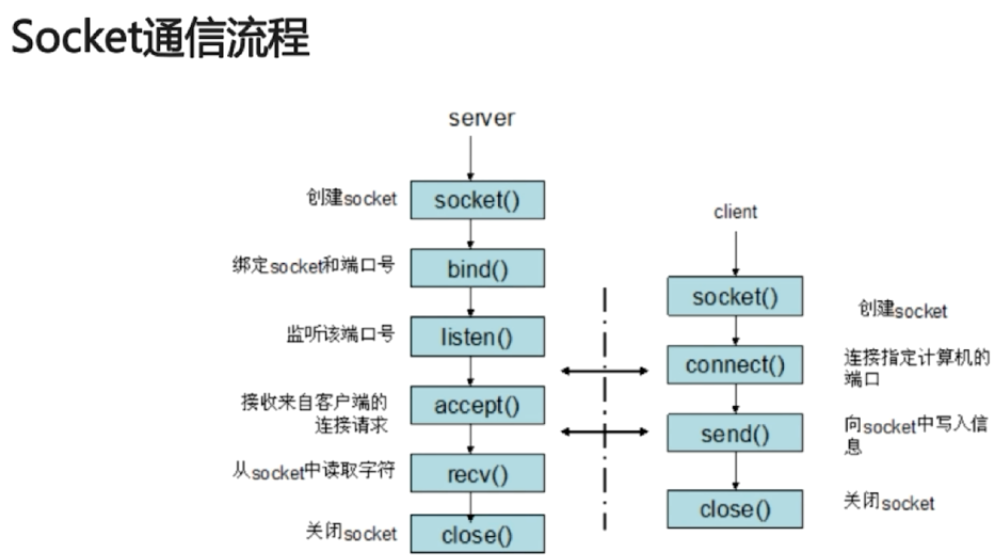 Socket通信流程
server
创建socket
socket()
绑定socket和端口号
bind()
监听该端口号
listen()
接收来自客户端的
连接请求
accept()
从socket中读取字符
recv()
关闭socket
close()
client
socket()
创建socket
connect()
连接指定计算机的
端口
send()
向socket中写入信
息
close()
关闭socket